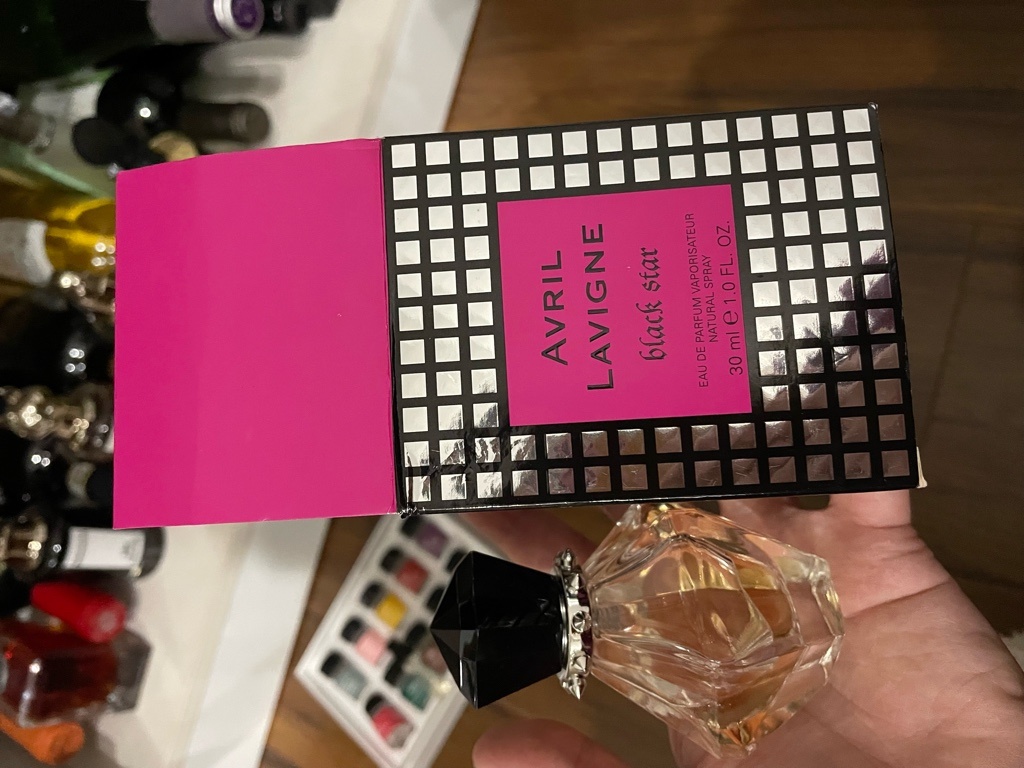 AVRIL
LAVIGNE
black star
EAU DE PARFUM VAPORISATEUR
NATURAL SPRAY
30 ml ℮ 1.0 FL. OZ.